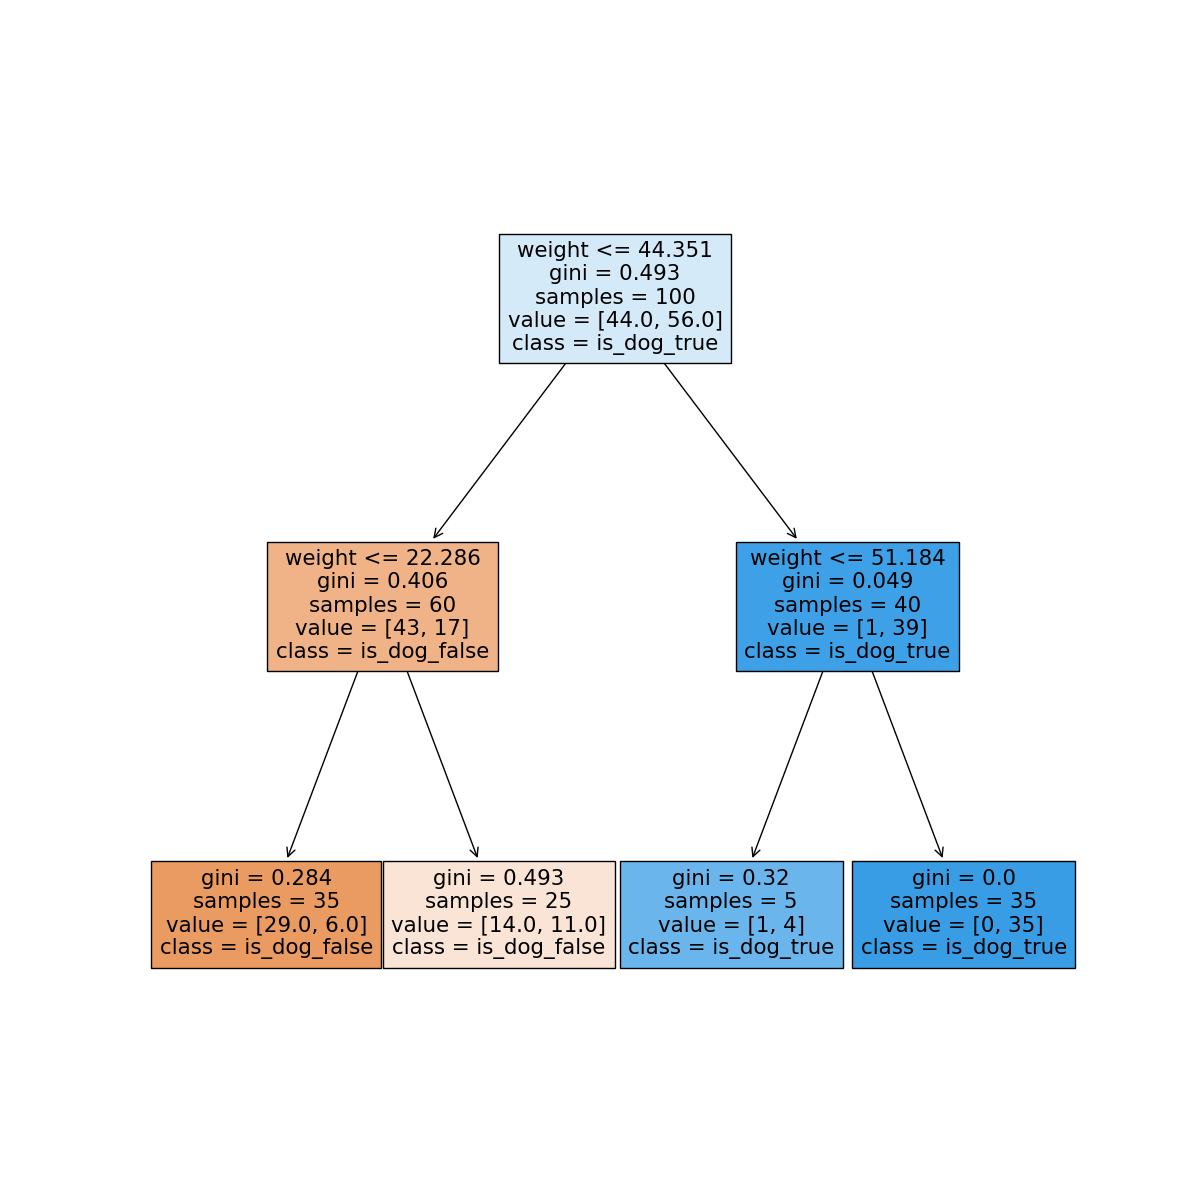 weight <= 44.351
gini = 0.493
samples = 100
value = [44.0, 56.0]
class = is_dog_true
weight <= 22.286
gini = 0.406
samples = 60
value = [43, 17]
class = is_dog_false
weight <= 51.184
gini = 0.049
samples = 40
value = [1, 39]
class = is_dog_true
gini = 0.284
samples = 35
value = [29.0, 6.0]
class = is_dog_false
gini = 0.493
samples = 25
value = [14.0, 11.0]
class = is_dog_false
gini = 0.32
samples = 5
value = [1, 4]
class = is_dog_true
gini = 0.0
samples = 35
value = [0, 35]
class = is_dog_true